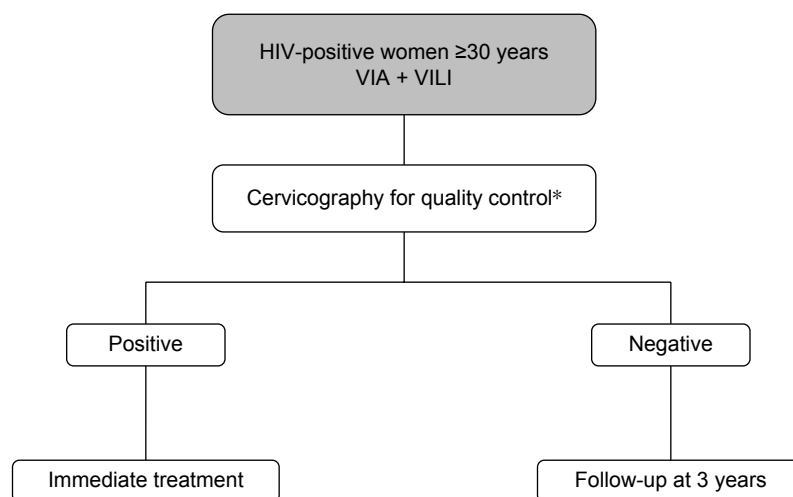 HIV-positive women ≥30 years
VIA + VILI
Cervicography for quality control*
Positive
Negative
Immediate treatment
Follow-up at 3 years